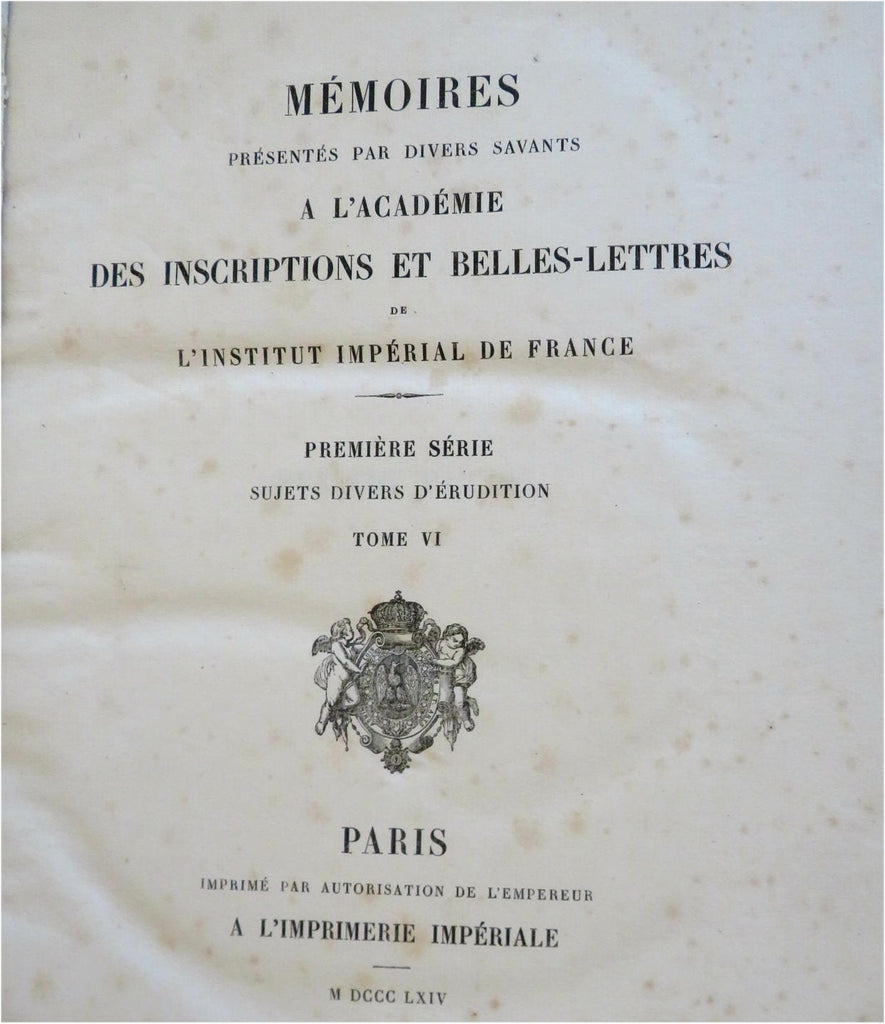 MÉMOIRES
PRÉSENTÉS PAR DIVERS SAVANTS
A L'ACADÉMIE
DES INSCRIPTIONS ET BELLES-LETTRES
DE
L'INSTITUT IMPÉRIAL DE FRANCE
PREMIÈRE SÉRIE
SUJETS DIVERS D'ÉRUDITION
TOME VI
PARIS
IMPRIMÉ PAR AUTORISATION DE L'EMPEREUR
A L'IMPRIMERIE IMPÉRIALE
M DCCC LXIV